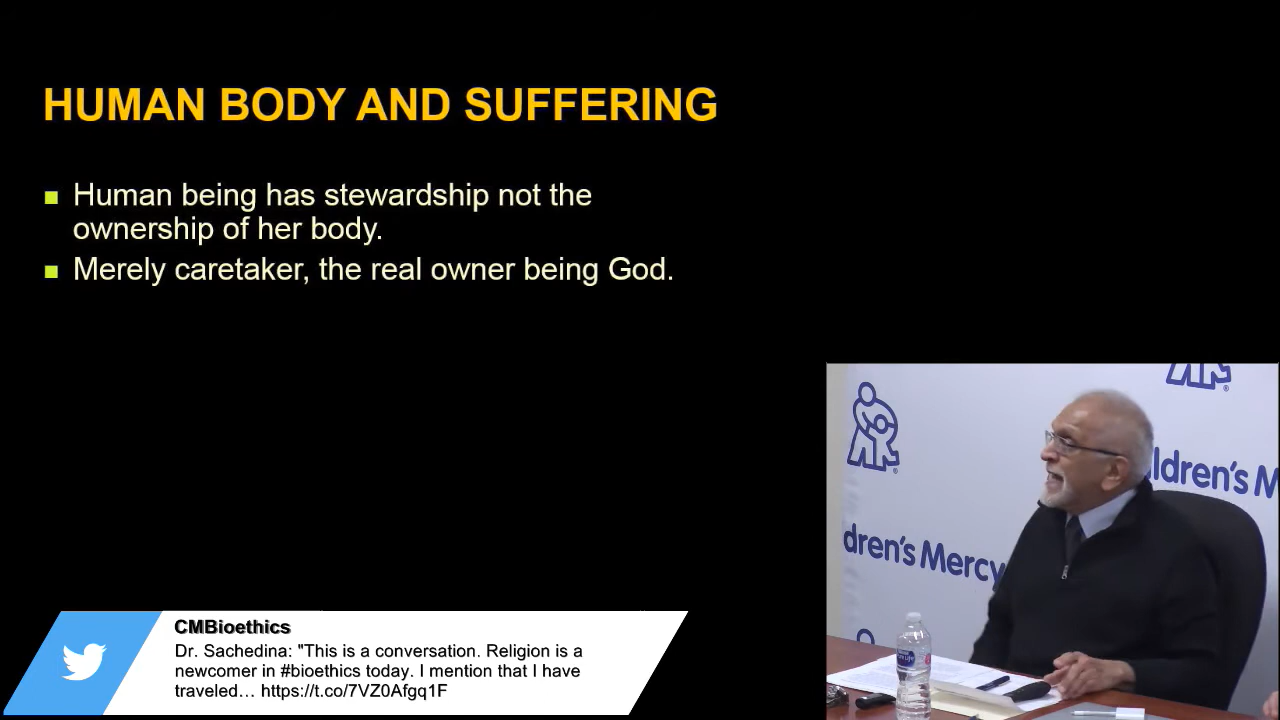 HUMAN BODY AND SUFFERING
Human being has stewardship not the
ownership of her body.
Merely caretaker, the real owner being God.
ldren's M
dren's Mercy
CMBioethics
Dr. Sachedina: "This is a conversation. Religion is a
newcomer in #bioethics today. I mention that I have
traveled… https://t.co/7VZ0Afgq1F